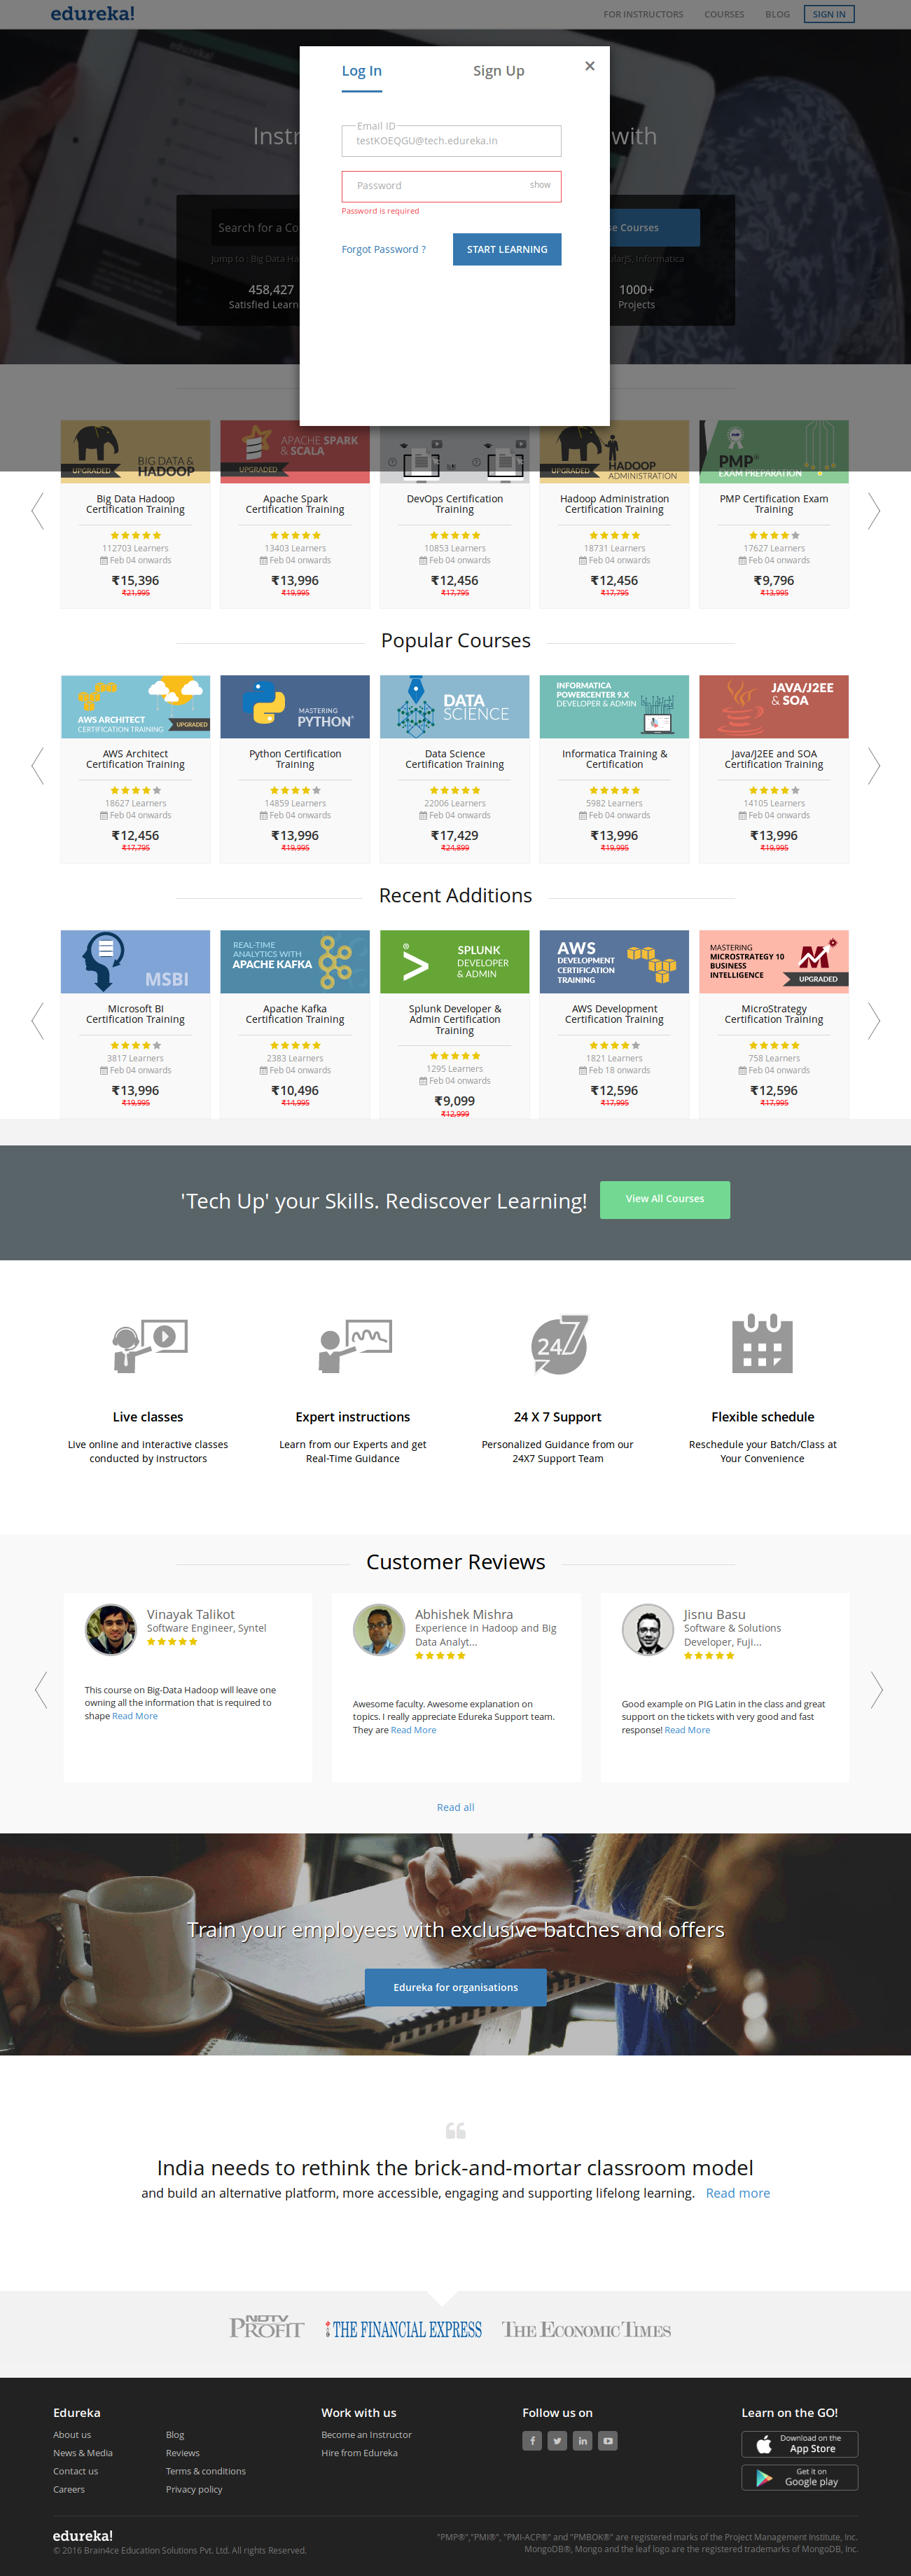 edureka!
FOR INSTRUCTORS COURSES BLOG SIGN IN
Log In Sign Up ×
Email ID
testKOEQGU@tech.edureka.in
Password show
Password is required
Forgot Password ? START LEARNING
with
Search for a Co
Courses
Jump to : Big Data Ha
Informatica
458,427
Satisfied Learn
1000+
Projects
BIG DATA &
HADOOP
UPGRADED
APACHE SPARK
& SCALA
UPGRADED
HADOOP
ADMINISTRATION
UPGRADED
PMP®
EXAM PREPARATION
Big Data Hadoop
Certification Training
112703 Learners
Feb 04 onwards
₹15,396
₹21,995
Apache Spark
Certification Training
13403 Learners
Feb 04 onwards
₹13,996
₹19,995
DevOps Certification
Training
10853 Learners
Feb 04 onwards
₹12,456
₹17,795
Hadoop Administration
Certification Training
18731 Learners
Feb 04 onwards
₹12,456
₹17,795
PMP Certification Exam
Training
17627 Learners
Feb 04 onwards
₹9,796
₹13,995
Popular Courses
AWS ARCHITECT
CERTIFICATION TRAINING
UPGRADED
AWS Architect
Certification Training
18627 Learners
Feb 04 onwards
₹12,456
₹17,795
MASTERING
PYTHON®
Python Certification
Training
14859 Learners
Feb 04 onwards
₹13,996
₹19,995
DATA
SCIENCE
Data Science
Certification Training
22006 Learners
Feb 04 onwards
₹17,429
₹24,899
INFORMATICA
POWERCENTER 9.X
DEVELOPER & ADMIN
Informatica Training &
Certification
5982 Learners
Feb 04 onwards
₹13,996
₹19,995
JAVA/J2EE
& SOA
Java/J2EE and SOA
Certification Training
14105 Learners
Feb 04 onwards
₹13,996
₹19,995
Recent Additions
MSBI
Microsoft BI
Certification Training
3817 Learners
Feb 04 onwards
₹13,996
₹19,995
REAL-TIME
ANALYTICS WITH
APACHE KAFKA
Apache Kafka
Certification Training
2383 Learners
Feb 04 onwards
₹10,496
₹14,995
SPLUNK
DEVELOPER
& ADMIN
Splunk Developer &
Admin Certification
Training
1295 Learners
Feb 04 onwards
₹9,099
₹12,999
AWS
DEVELOPMENT
CERTIFICATION
TRAINING
AWS Development
Certification Training
1821 Learners
Feb 18 onwards
₹12,596
₹17,995
MASTERING
MICROSTRATEGY 10
BUSINESS
INTELLIGENCE
UPGRADED
MicroStrategy
Certification Training
758 Learners
Feb 04 onwards
₹12,596
₹17,995
'Tech Up' your Skills. Rediscover Learning! View All Courses
24 7
Live classes
Live online and interactive classes
conducted by instructors
Expert instructions
Learn from our Experts and get
Real-Time Guidance
24 X 7 Support
Personalized Guidance from our
24X7 Support Team
Flexible schedule
Reschedule your Batch/Class at
Your Convenience
Customer Reviews
Vinayak Talikot
Software Engineer, Syntel
This course on Big-Data Hadoop will leave one
owning all the information that is required to
shape Read More
Abhishek Mishra
Experience in Hadoop and Big
Data Analyt...
Awesome faculty. Awesome explanation on
topics. I really appreciate Edureka Support team.
They are Read More
Jisnu Basu
Software & Solutions
Developer, Fuji...
Good example on PIG Latin in the class and great
support on the tickets with very good and fast
response! Read More
Read all
Train your employees with exclusive batches and offers
Edureka for organisations
India needs to rethink the brick-and-mortar classroom model
and build an alternative platform, more accessible, engaging and supporting lifelong learning. Read more
NDTV
PROFIT
THE FINANCIAL EXPRESS
THE ECONOMIC TIMES
Edureka
About us
News & Media
Contact us
Careers
Blog
Reviews
Terms & conditions
Privacy policy
Work with us
Become an Instructor
Hire from Edureka
Follow us on
Learn on the GO!
Download on the
App Store
Get it on
Google play
edureka!
© 2016 Brain4ce Education Solutions Pvt. Ltd. All rights Reserved.
"PMP®","PMI®", "PMI-ACP®" and "PMBOK®" are registered marks of the Project Management Institute, Inc.
MongoDB®, Mongo and the leaf logo are the registered trademarks of MongoDB, Inc.